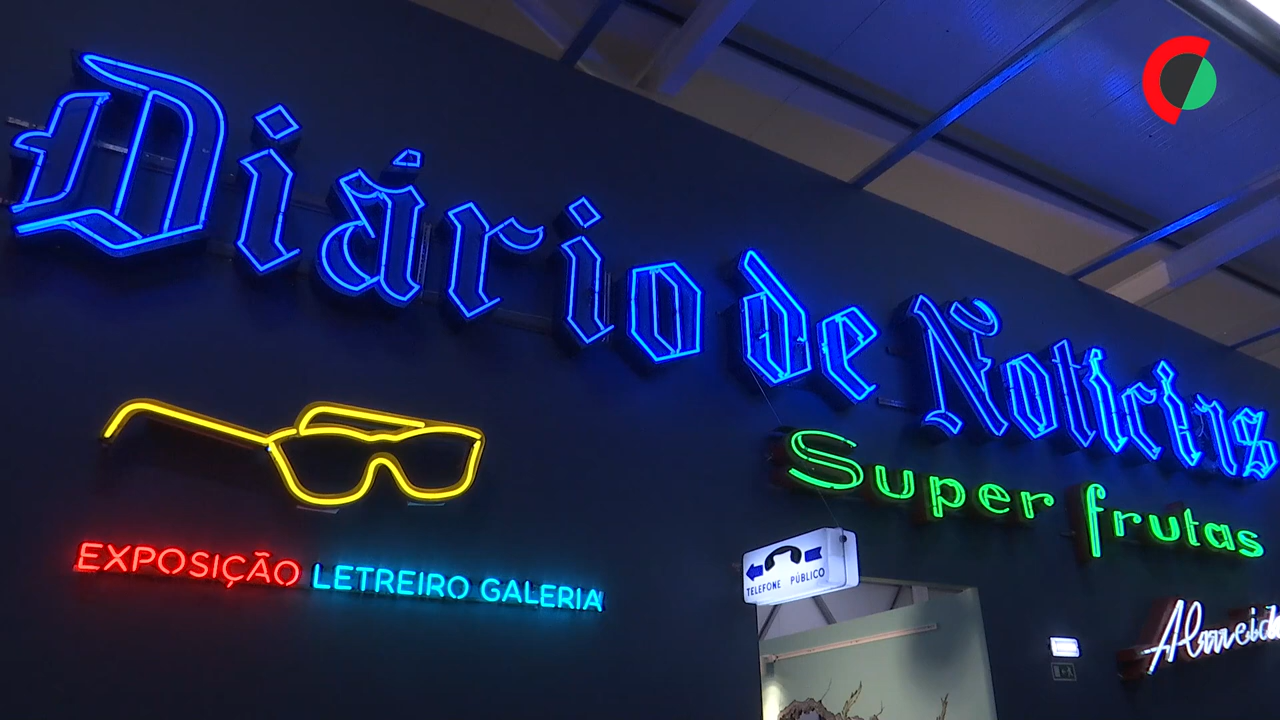 Diário de Notícias
Super frutas
EXPOSIÇÃO LETREIRO GALERIA
TELEFONE PÚBLICO